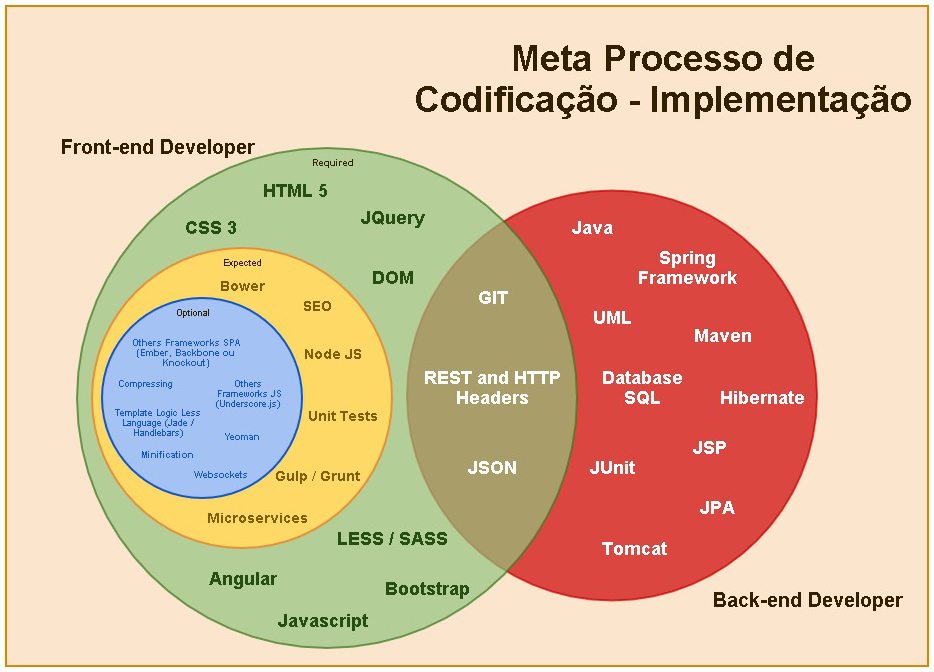 Meta Processo de
Codificação - Implementação
Front-end Developer
Required
HTML 5
JQuery
CSS 3
DOM
Expected
Bower
SEO
Node JS
Unit Tests
Gulp / Grunt
Microservices
Optional
Others Frameworks SPA
(Ember, Backbone ou
Knockout)
Compressing
Others
Frameworks JS
(Underscore.js)
Template Logic Less
Language (Jade /
Handlebars)
Yeoman
Minification
Websockets
LESS / SASS
Angular
Bootstrap
Javascript
GIT
REST and HTTP
Headers
JSON
Java
Spring
Framework
UML
Maven
Database
SQL
Hibernate
JSP
JUnit
JPA
Tomcat
Back-end Developer